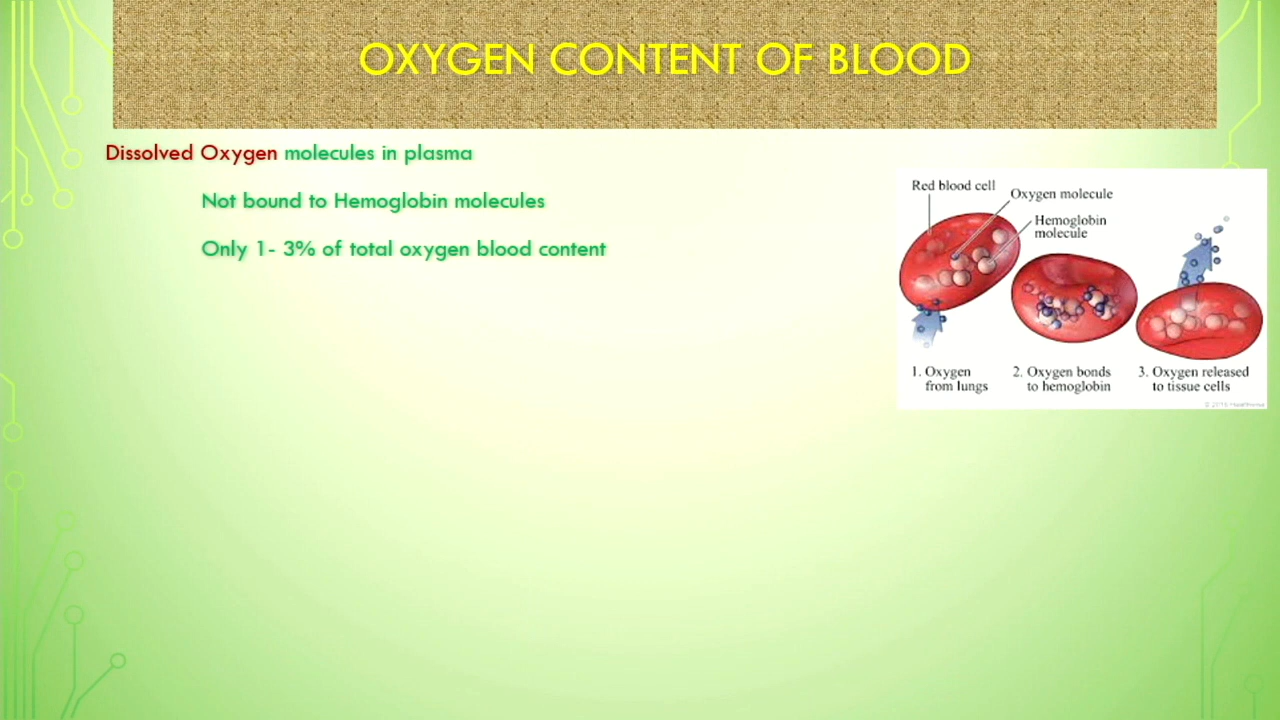 OXYGEN CONTENT OF BLOOD
Dissolved Oxygen molecules in plasma
Not bound to Hemoglobin molecules
Only 1- 3% of total oxygen blood content
Red blood cell
Oxygen molecule
Hemoglobin
molecule
1. Oxygen
from lungs
2. Oxygen bonds
to hemoglobin
3. Oxygen released
to tissue cells